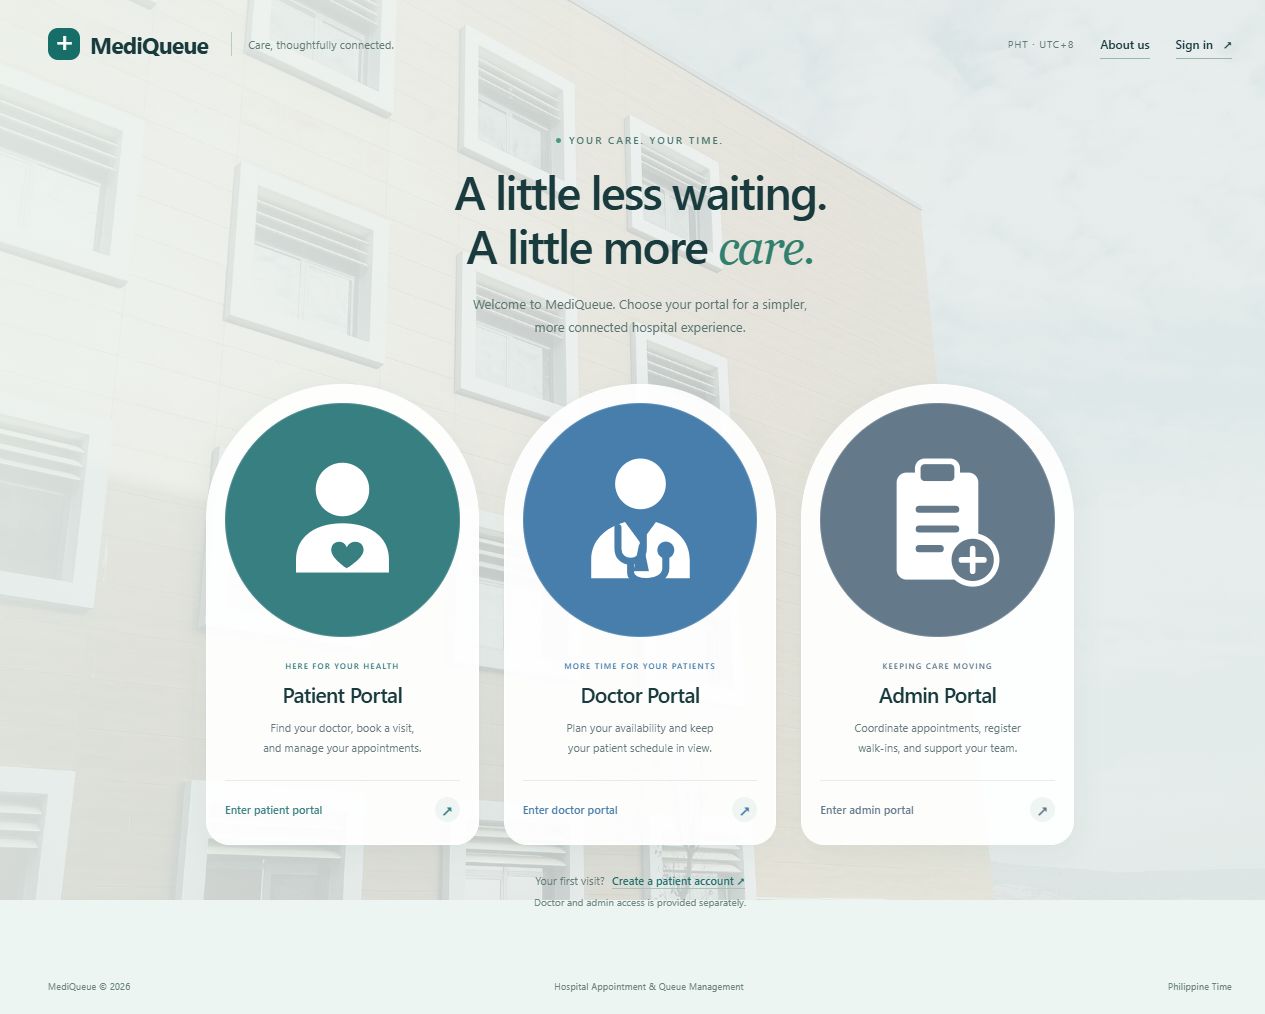 MediQueue
Care, thoughtfully connected.
PHT · UTC+8
About us
Sign in ↗
YOUR CARE. YOUR TIME.
A little less waiting.
A little more care.
Welcome to MediQueue. Choose your portal for a simpler,
more connected hospital experience.
HERE FOR YOUR HEALTH
Patient Portal
Find your doctor, book a visit,
and manage your appointments.
Enter patient portal ↗
MORE TIME FOR YOUR PATIENTS
Doctor Portal
Plan your availability and keep
your patient schedule in view.
Enter doctor portal ↗
KEEPING CARE MOVING
Admin Portal
Coordinate appointments, register
walk-ins, and support your team.
Enter admin portal ↗
Your first visit? Create a patient account ↗
Doctor and admin access is provided separately.
MediQueue © 2026
Hospital Appointment & Queue Management
Philippine Time